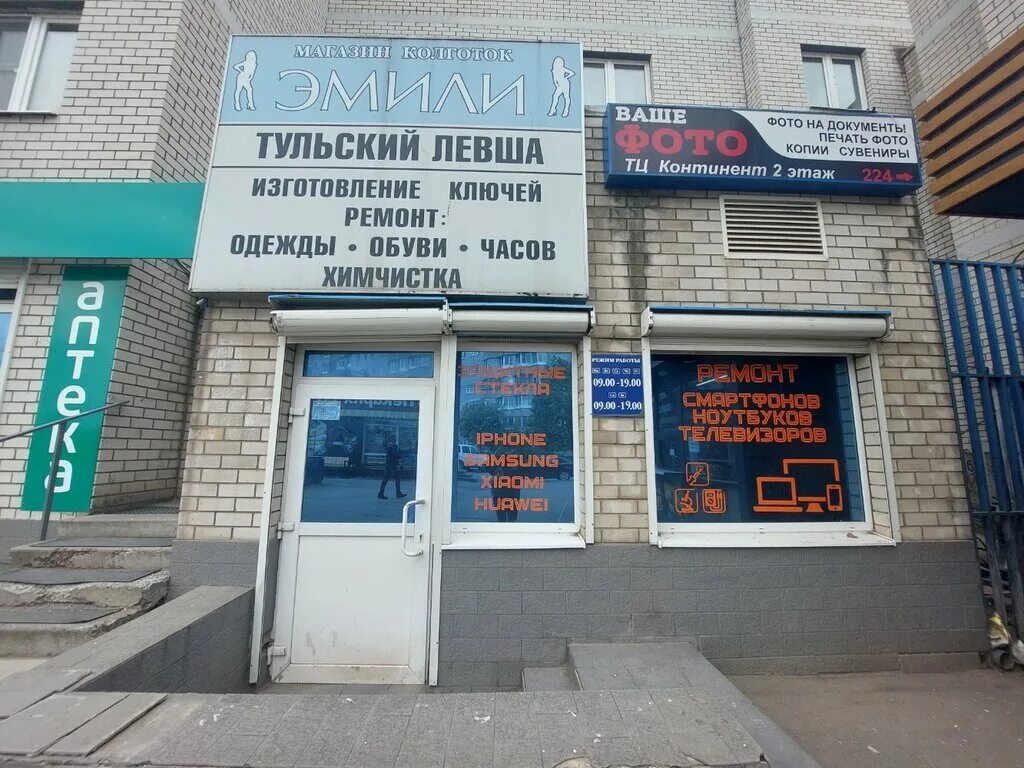 МАГАЗИН КОЛГОТОК
ЭМИЛИ
ТУЛЬСКИЙ ЛЕВША
ИЗГОТОВЛЕНИЕ КЛЮЧЕЙ
РЕМОНТ:
ОДЕЖДЫ • ОБУВИ • ЧАСОВ
ХИМЧИСТКА
ВАШЕ
ФОТО
ФОТО НА ДОКУМЕНТЫ
ПЕЧАТЬ ФОТО
КОПИИ СУВЕНИРЫ
ТЦ Континент 2 этаж
224
аптека
ЗАЩИТНЫЕ
СТЕКЛА
IPHONE
SAMSUNG
XIAOMI
HUAWEI
РЕЖИМ РАБОТЫ
09.00-19.00
09.00-19.00
РЕМОНТ
СМАРТФОНОВ
НОУТБУКОВ
ТЕЛЕВИЗОРОВ